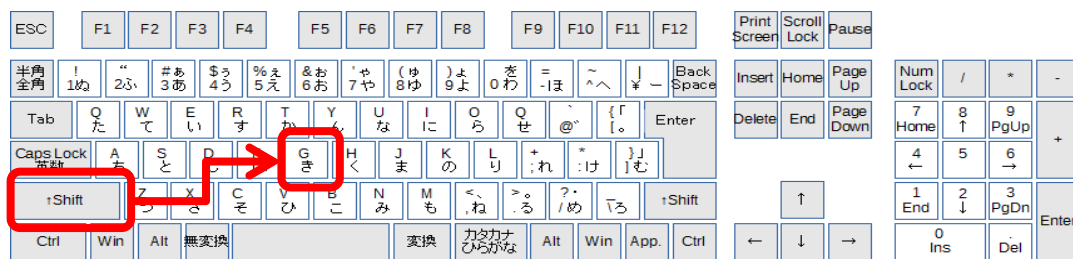 ESC F1 F2 F3 F4 F5 F6 F7 F8 F9 F10 F11 F12 Print Screen Scroll Lock Pause
半角 全角 ! 1ぬ “ 2ふ #ぁ 3あ $ぅ 4う %ぇ 5え &ぉ 6お 'ゃ 7や (ゅ 8ゆ )ょ 9よ を 0わ = -ほ ~ ^へ | ¥ー Back Space Insert Home Page Up Num Lock / * -
Tab Q た W て E い R す T か Y ん U な I に O ら Q せ ` @゛ {「 [。 Enter Delete End Page Down 7 Home 8 ↑ 9 PgUp +
Caps Lock 英数 A ち S と D し G き H く J ま K の L り + ;れ * :け }」 ]む 4 ← 5 6 →
↑Shift Z つ X さ C そ V ひ B こ N み M も <、 ,ね >。 .る ?・ /め _ \ろ ↑Shift ↑ 1 End 2 ↓ 3 PgDn Enter
Ctrl Win Alt 無変換 変換 カタカナ ひらがな Alt Win App. Ctrl ← ↓ → 0 Ins . Del